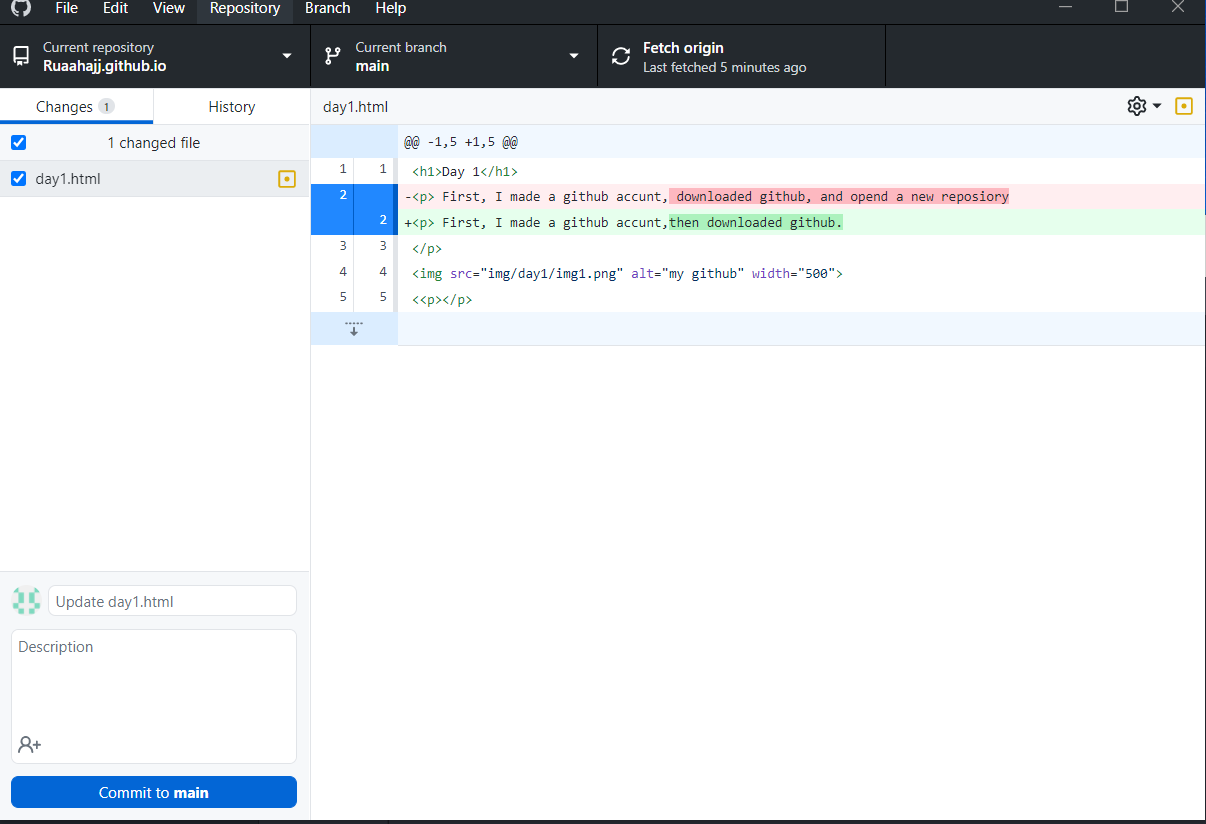 File Edit View Repository Branch Help
Current repository
Ruaahajj.github.io
Current branch
main
Fetch origin
Last fetched 5 minutes ago
Changes 1
History
day1.html
1 changed file
day1.html
@@ -1,5 +1,5 @@
1 1 <h1>Day 1</h1>
2 -<p> First, I made a github accunt, downloaded github, and opend a new reposiory
2 +<p> First, I made a github accunt,then downloaded github.
3 3 </p>
4 4 <img src="img/day1/img1.png" alt="my github" width="500">
5 5 <<p></p>
Update day1.html
Description
Commit to main